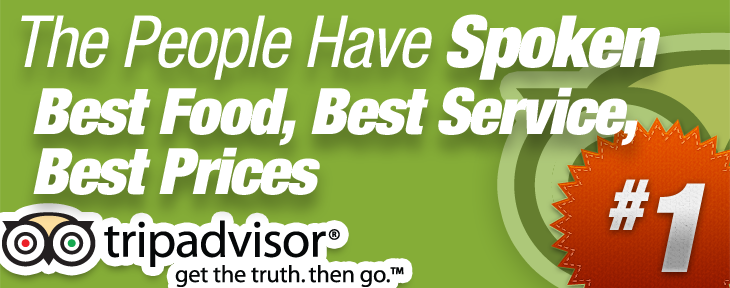 The People Have Spoken
Best Food, Best Service,
Best Prices
#1
tripadvisor®
get the truth. then go.™